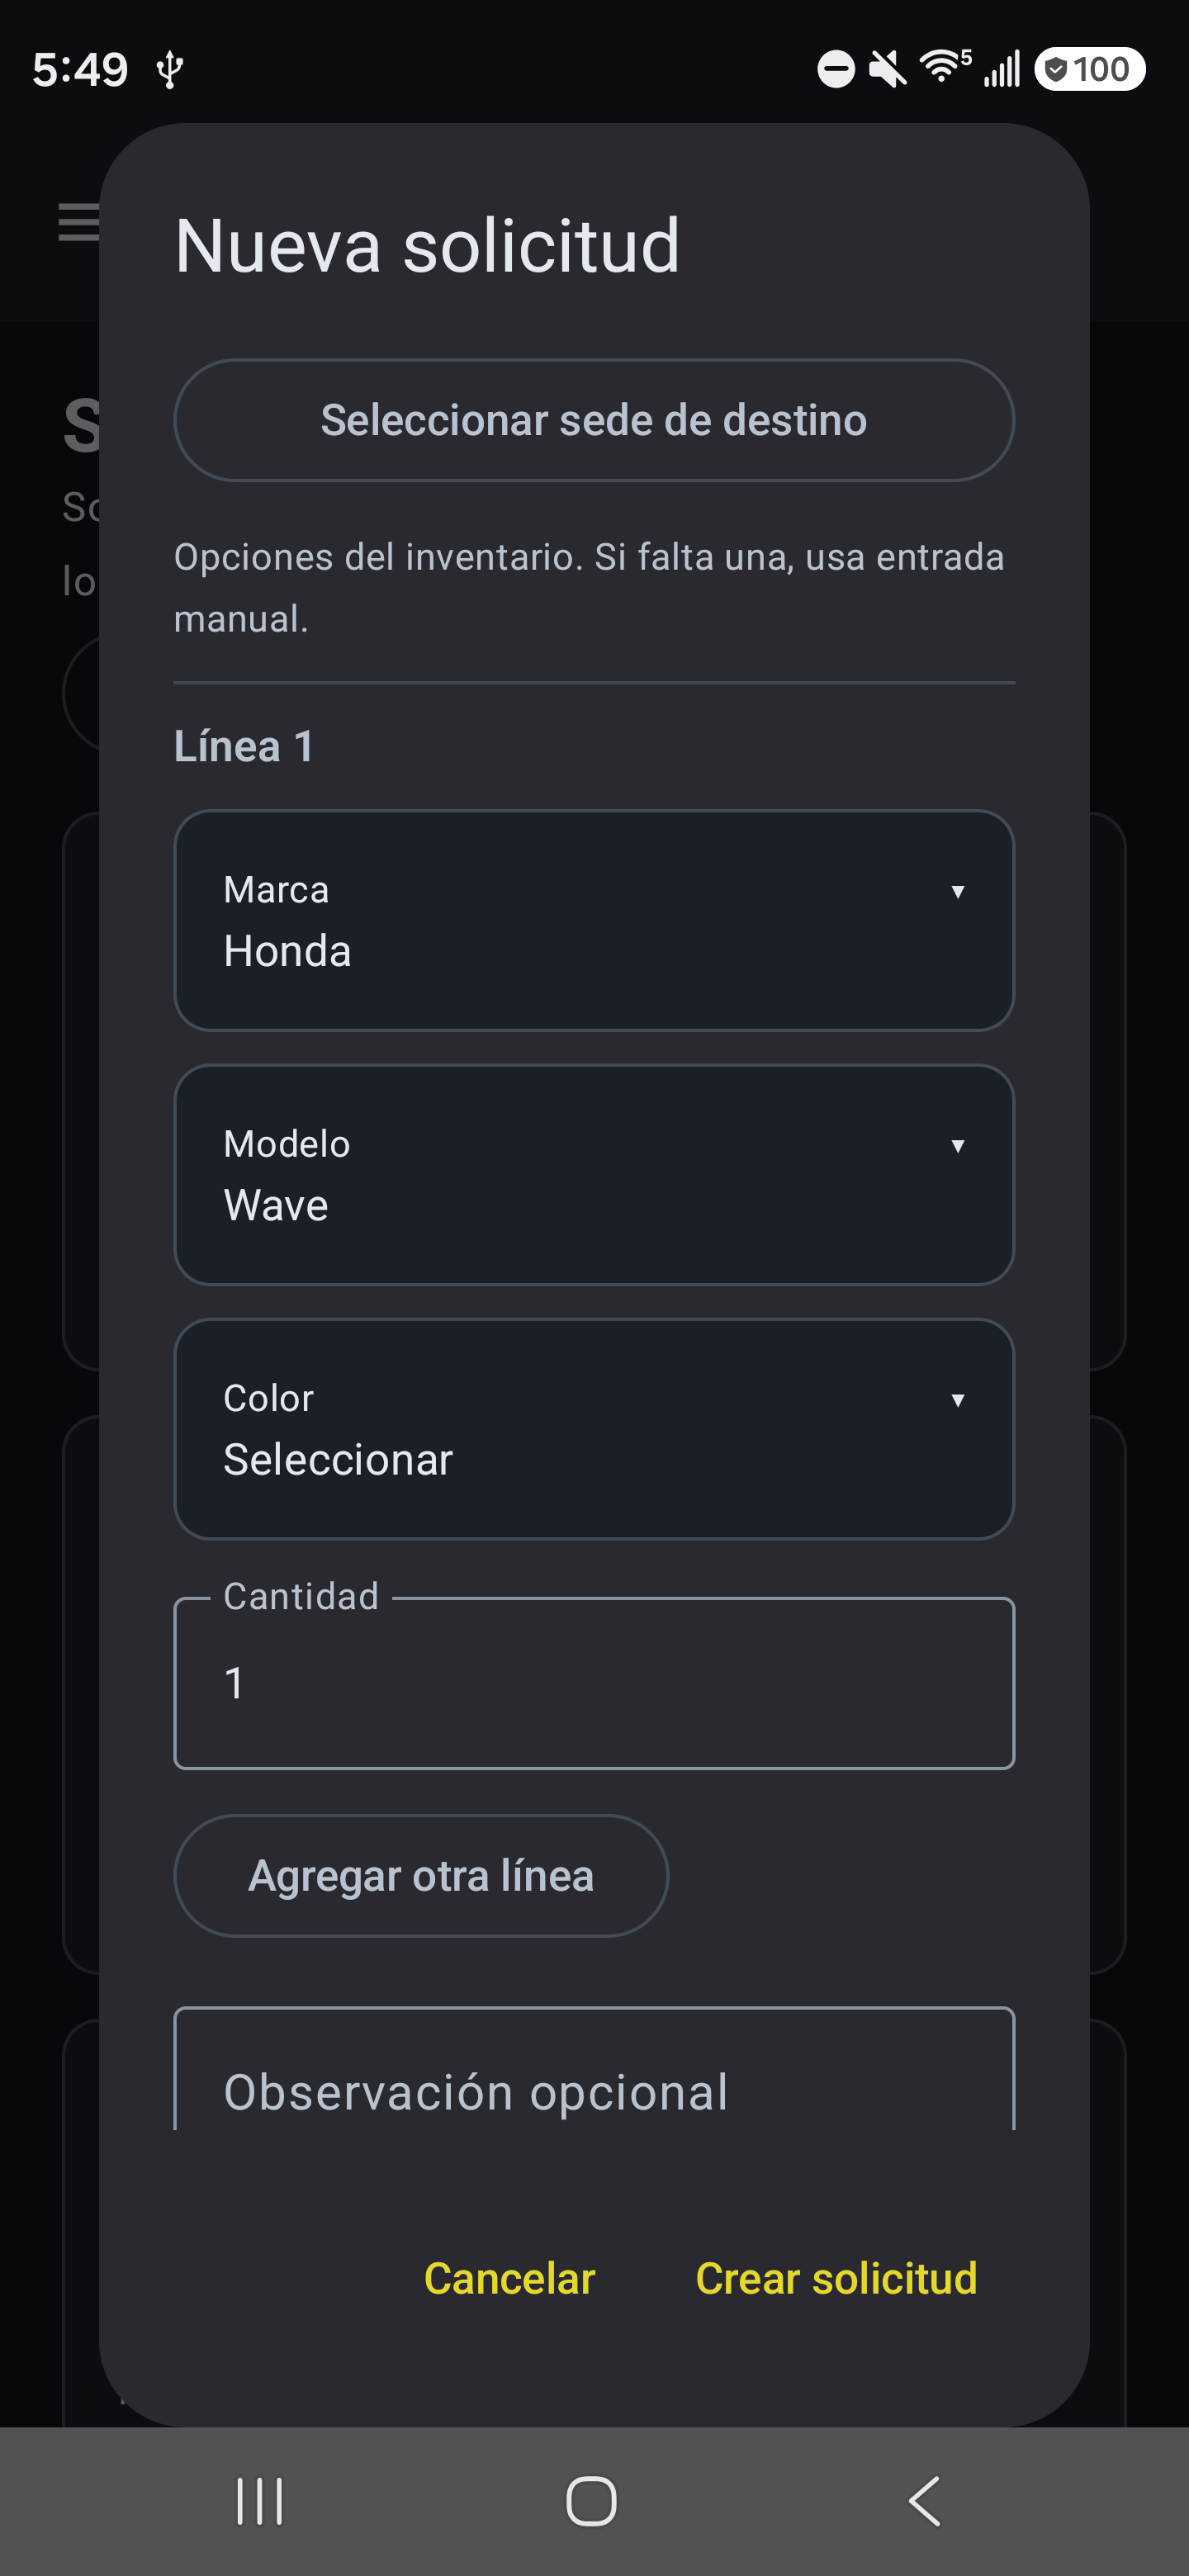 5:49
5
100
Nueva solicitud
Seleccionar sede de destino
Opciones del inventario. Si falta una, usa entrada
manual.
Línea 1
Marca
Honda
Modelo
Wave
Color
Seleccionar
Cantidad
1
Agregar otra línea
Observación opcional
Cancelar
Crear solicitud